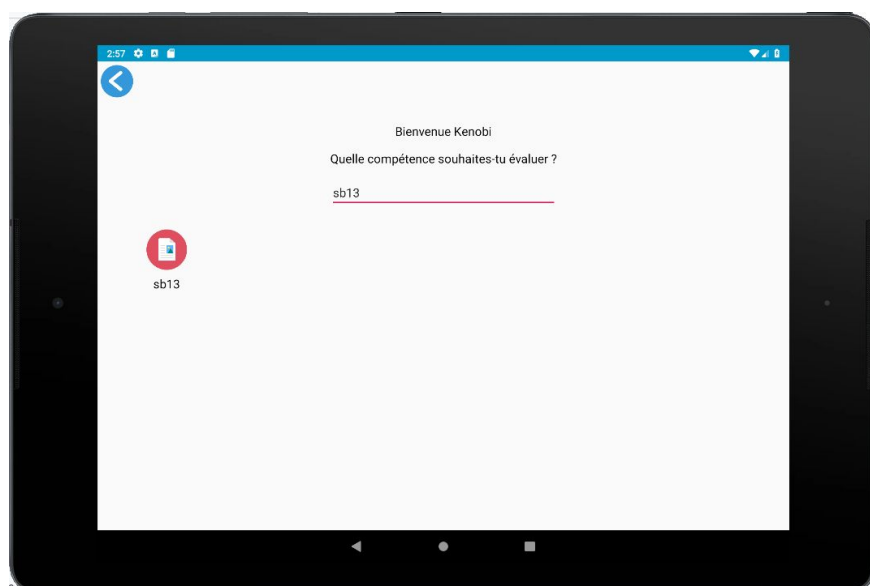 2:57
Bienvenue Kenobi
Quelle compétence souhaites-tu évaluer ?
sb13
sb13